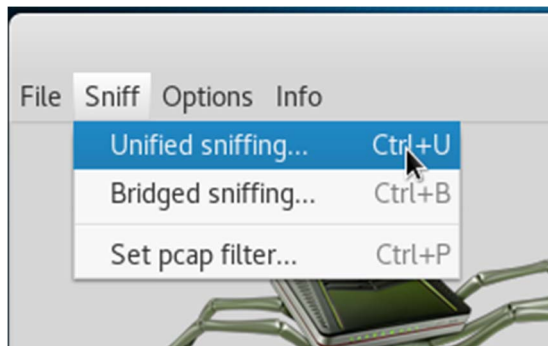 File Sniff Options Info
Unified sniffing... Ctrl+U
Bridged sniffing... Ctrl+B
Set pcap filter... Ctrl+P